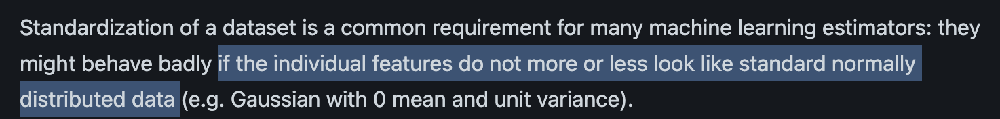 Standardization of a dataset is a common requirement for many machine learning estimators: they
might behave badly if the individual features do not more or less look like standard normally
distributed data (e.g. Gaussian with 0 mean and unit variance).